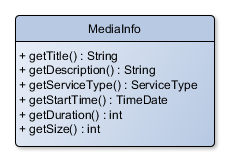 MediaInfo
+ getTitle() : String
+ getDescription() : String
+ getServiceType() : ServiceType
+ getStartTime() : TimeDate
+ getDuration() : int
+ getSize() : int